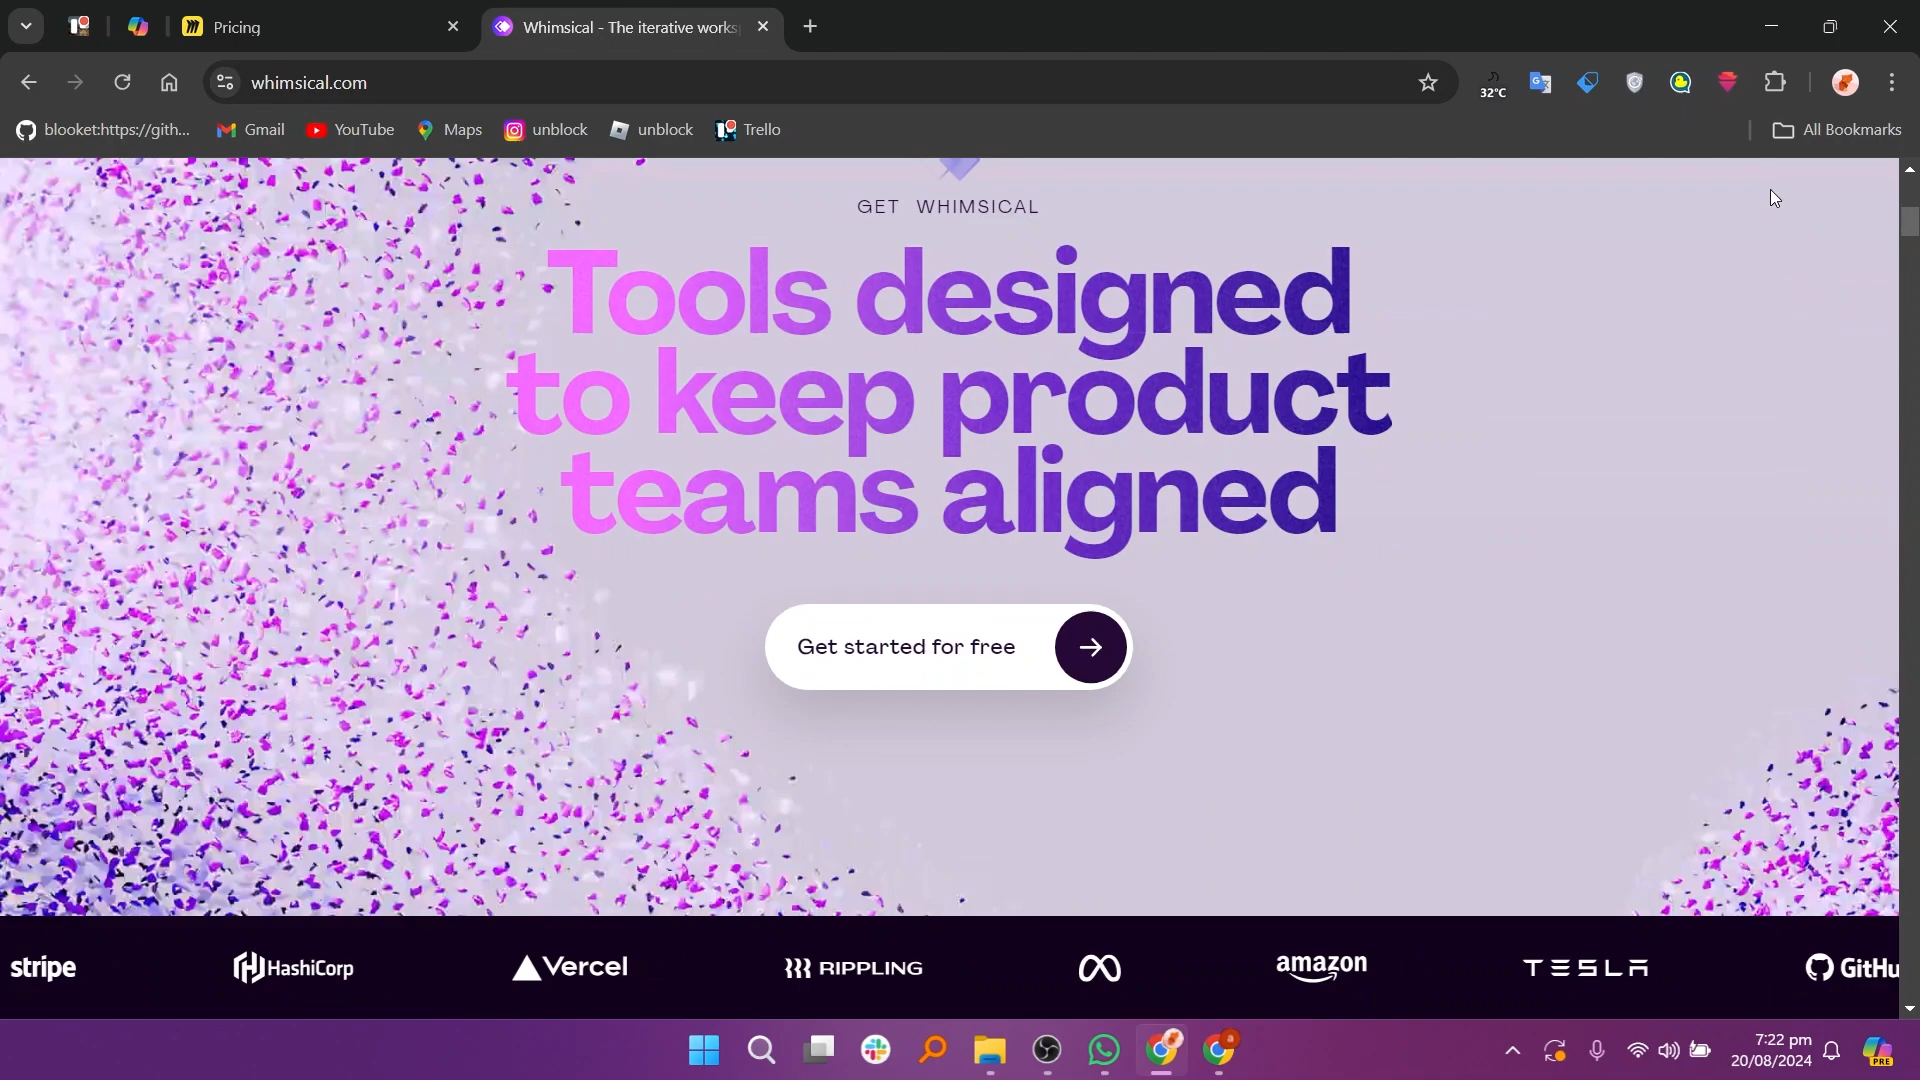 Pricing
Whimsical - The iterative works
whimsical.com
32°C
blooket:https://gith...
Gmail
YouTube
Maps
unblock
unblock
Trello
All Bookmarks
GET WHIMSICAL
Tools designed
to keep product
teams aligned
Get started for free
stripe
HashiCorp
Vercel
RIPPLING
amazon
TESLA
GitHu
7:22 pm
20/08/2024
PRE